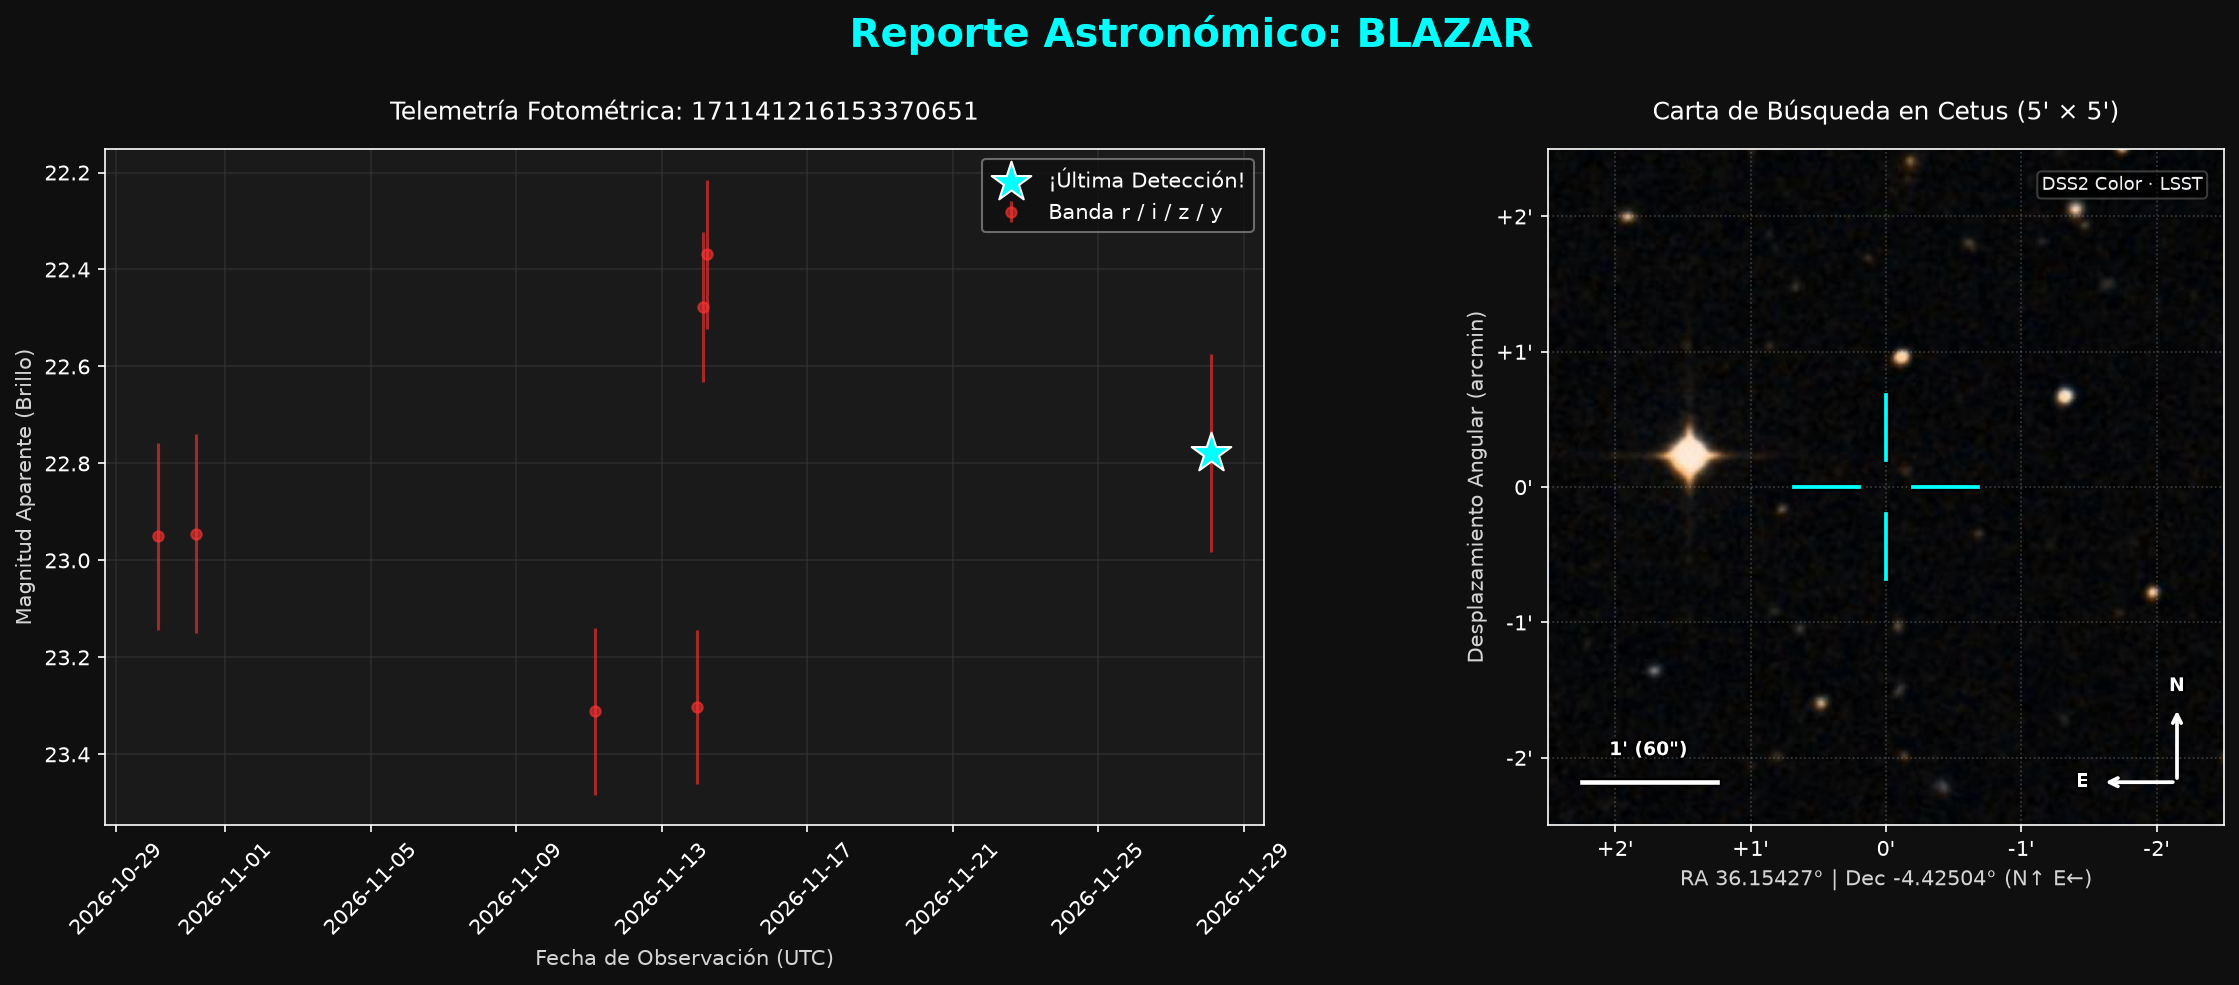 Reporte Astronómico: BLAZAR
Telemetría Fotométrica: 171141216153370651
¡Última Detección!
Banda r / i / z / y
Magnitud Aparente (Brillo)
22.2
22.4
22.6
22.8
23.0
23.2
23.4
2026-10-29
2026-11-01
2026-11-05
2026-11-09
2026-11-13
2026-11-17
2026-11-21
2026-11-25
2026-11-29
Fecha de Observación (UTC)
Carta de Búsqueda en Cetus (5' × 5')
DSS2 Color · LSST
Desplazamiento Angular (arcmin)
+2'
+1'
0'
-1'
-2'
N
E
1' (60")
+2'
+1'
0'
-1'
-2'
RA 36.15427° | Dec -4.42504° (N↑ E←)